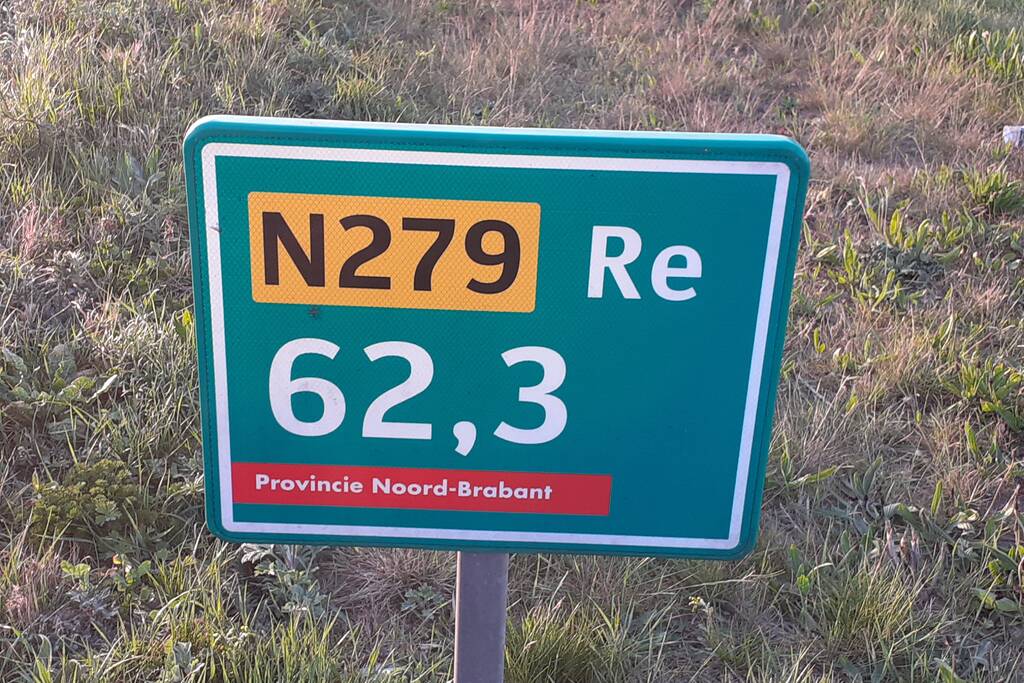 N279 Re
62,3
Provincie Noord-Brabant